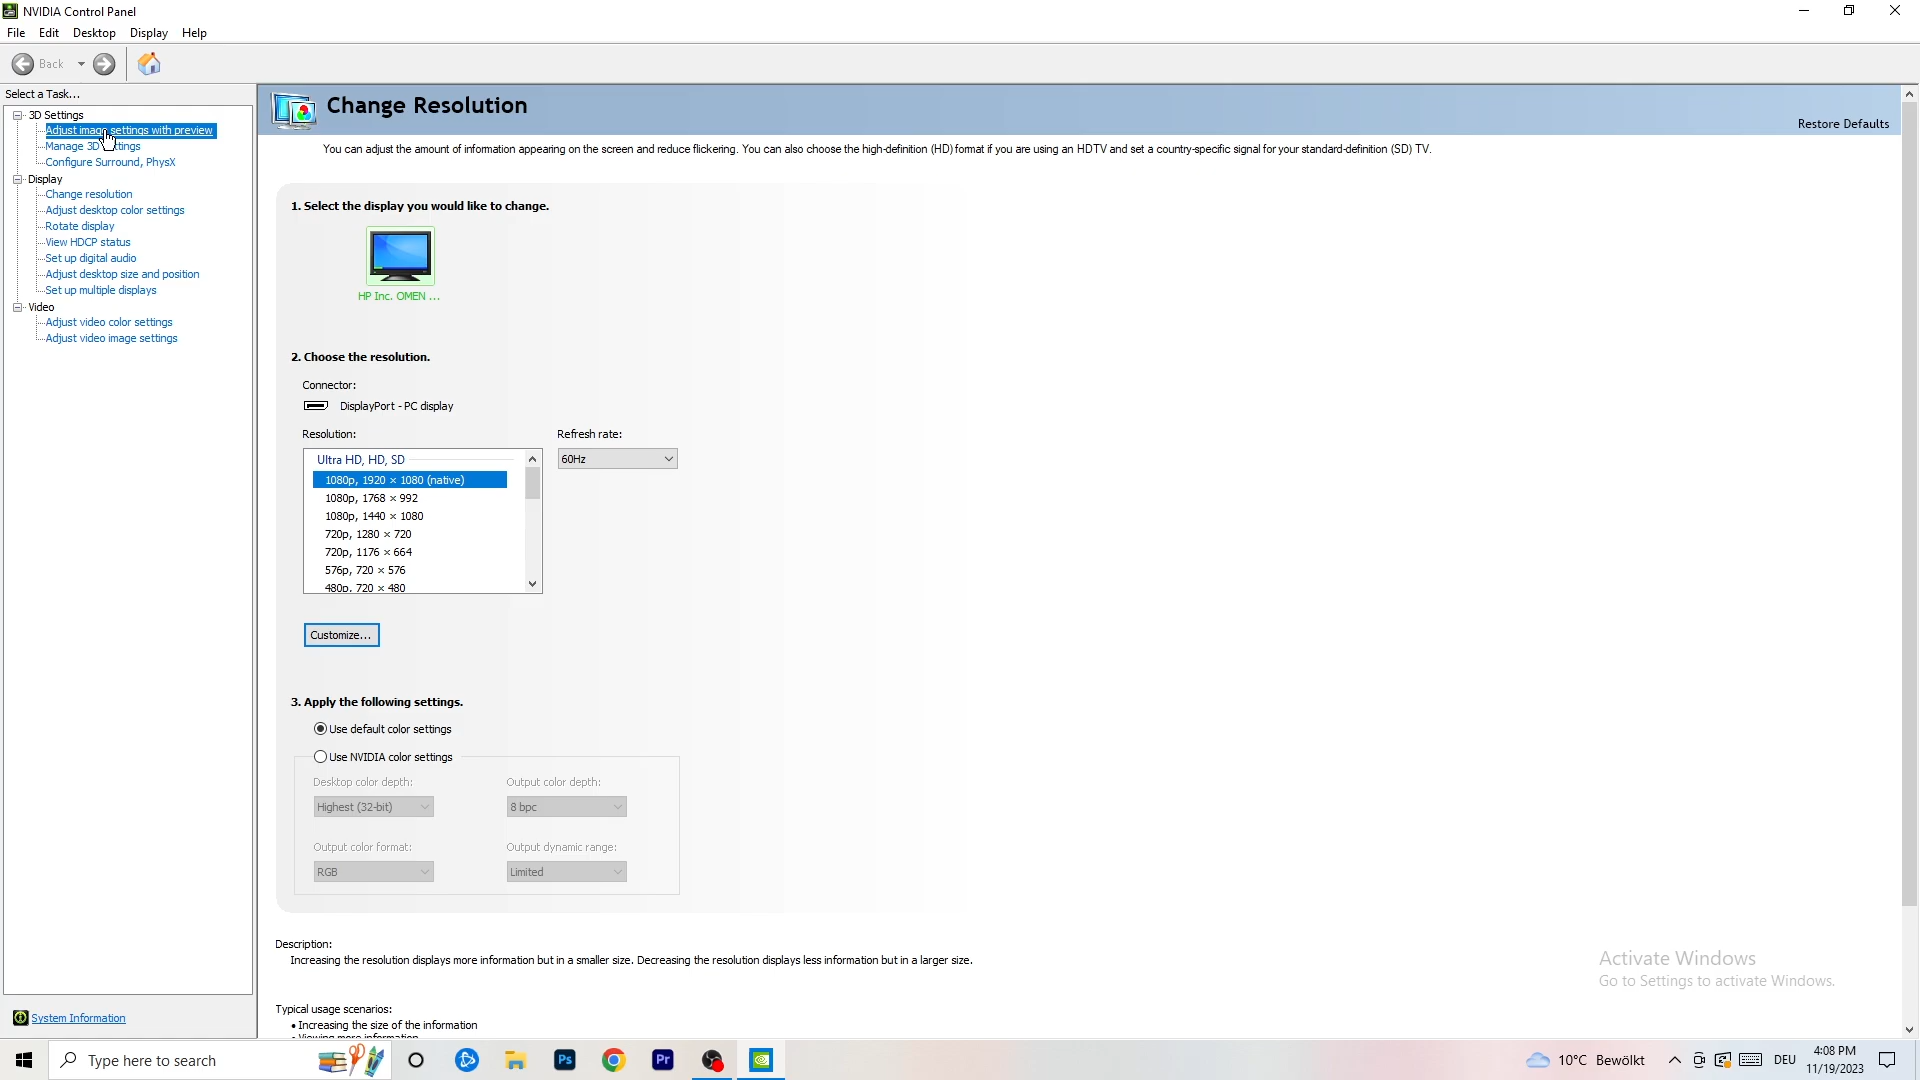 NVIDIA Control Panel
File Edit Desktop Display Help
Back
Select a Task...
3D Settings
Adjust image settings with preview
Manage 3D
Configure Surround, PhysX
Display
Change resolution
Adjust desktop color settings
Rotate display
View HDCP status
Set up digital audio
Adjust desktop size and position
Set up multiple displays
Video
Adjust video color settings
Adjust video image settings
System Information
Change Resolution
Restore Defaults
You can adjust the amount of information appearing on the screen and reduce flickering. You can also choose the high-definition (HD) format if you are using an HDTV and set a country-specific signal for your standard-definition (SD) TV.
1. Select the display you would like to change.
HP Inc. OMEN ...
2. Choose the resolution.
Connector:
DisplayPort - PC display
Resolution:
Refresh rate:
Ultra HD, HD, SD
60Hz
1080p, 1920 × 1080 (native)
1080p, 1768 × 992
1080p, 1440 × 1080
720p, 1280 × 720
720p, 1176 × 664
576p, 720 × 576
480p, 720 × 480
Customize...
3. Apply the following settings.
Use default color settings
Use NVIDIA color settings
Desktop color depth:
Output color depth:
Highest (32-bit)
8 bpc
Output color format:
Output dynamic range:
RGB
Limited
Description:
Increasing the resolution displays more information but in a smaller size. Decreasing the resolution displays less information but in a larger size.
Typical usage scenarios:
• Increasing the size of the information
• Viewing more information
Activate Windows
Go to Settings to activate Windows.
Type here to search
Ps
Pr
10°C Bewölkt
DEU
4:08 PM
11/19/2023